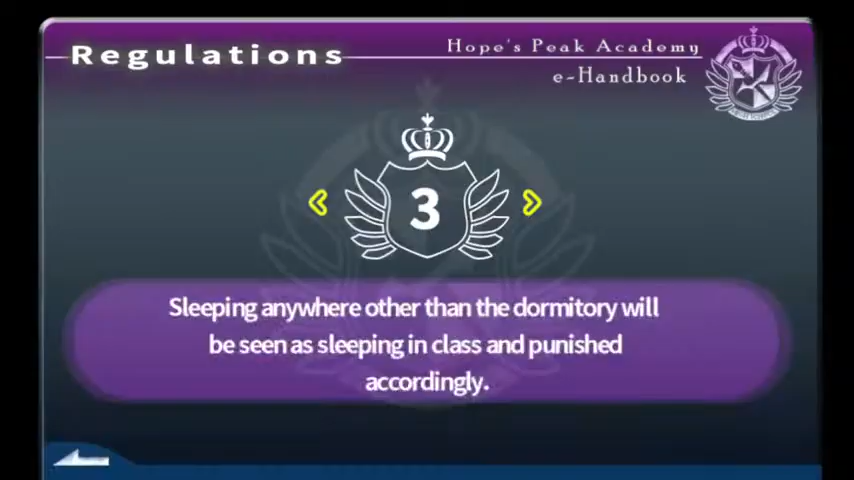 Regulations
Hope's Peak Academy
e-Handbook
3
Sleeping anywhere other than the dormitory will
be seen as sleeping in class and punished
accordingly.